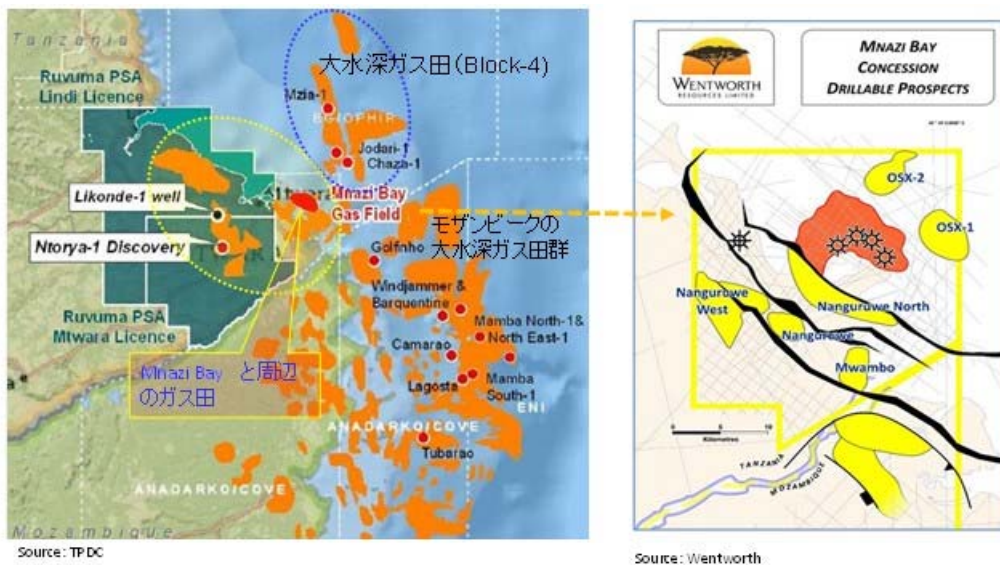 Tanzania
Ruvuma PSA
Lindi Licence
大水深ガス田(Block-4)
Mzia-1
Jodari-1
Chaza-1
Likonde-1 well
Mnazi Bay
Gas Field
Ntorya-1 Discovery
モザンビークの
大水深ガス田群
Golfinho
Ruvuma PSA
Mtwara Licence
Windjammer &
Barquentine
Mamba North-1&
North East-1
Camarao
Mnazi Bay と周辺
のガス田
Lagosta
Mamba
South-1
ENI
ANADARKO/COVE
Tubarao
ANADARKO/COVE
Mozambique
Source: TPDC
WENTWORTH
RESOURCES LIMITED
MNAZI BAY
CONCESSION
DRILLABLE PROSPECTS
OSX-2
OSX-1
Nanguruwe
West
Nanguruwe North
Nanguruwe
Mwambo
Kilometres
TANZANIA
MOZAMBIQUE
Source: Wentworth